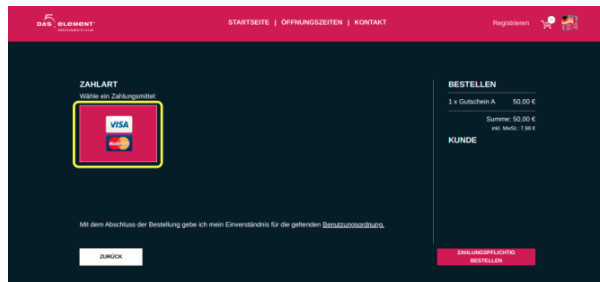 5
DAS ELEMENT
STARTSEITE | ÖFFNUNGSZEITEN | KONTAKT
Registrieren
ZAHLART
Wähle ein Zahlungsmittel:
VISA
MasterCard
Mit dem Abschluss der Bestellung gebe ich mein Einverständnis für die geltenden Benutzungsordnung.
ZURÜCK
BESTELLEN
1 x Gutschein A 50,00 €
Summe: 50,00 €
inkl. MwSt.: 7,98 €
KUNDE
ZAHLUNGSPFLICHTIG
BESTELLEN